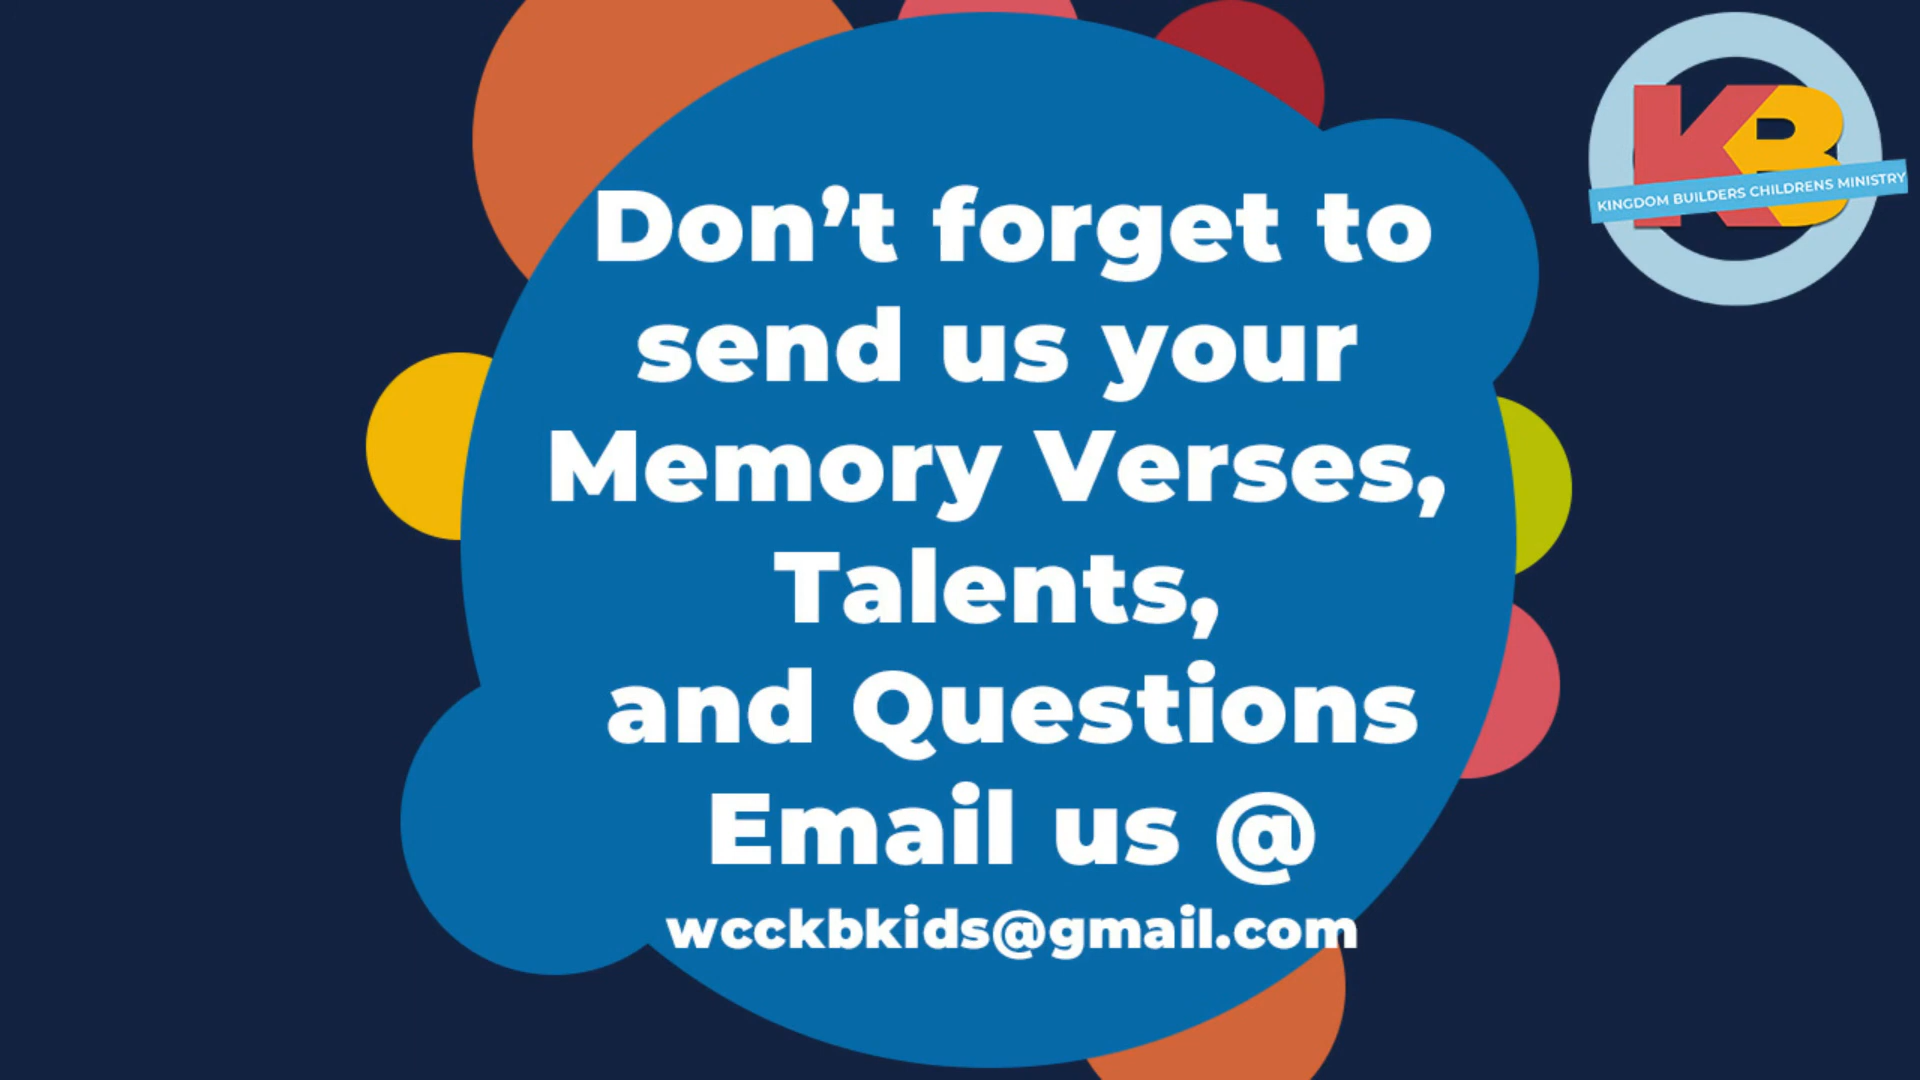 Don’t forget to
send us your
Memory Verses,
Talents,
and Questions
Email us @
wcckbkids@gmail.com
KB
KINGDOM BUILDERS CHILDRENS MINISTRY